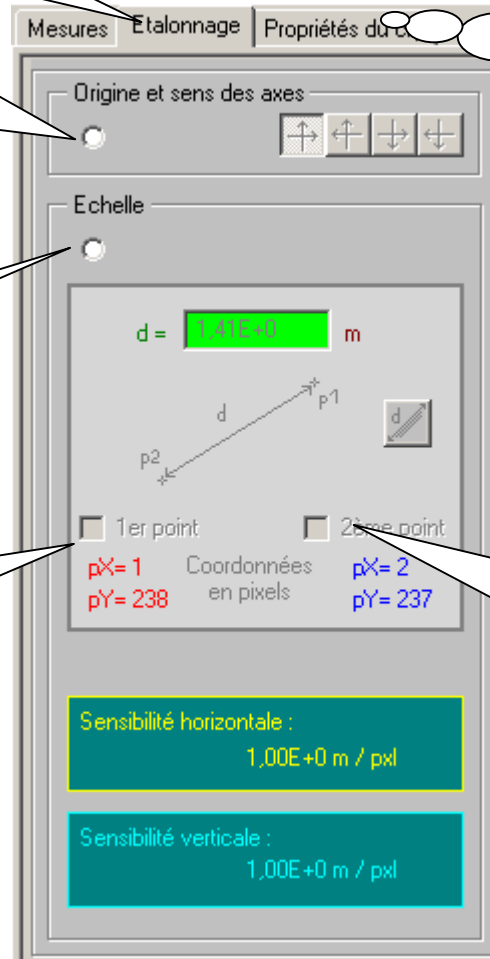 Mesures Etalonnage Propriétés du
Origine et sens des axes
Echelle
d = 1,41E+0 m
d d
p1
p2
1er point 2ème point
pX= 1 Coordonnées pX= 2
pY= 238 en pixels pY= 237
Sensibilité horizontale :
1,00E+0 m / pxl
Sensibilité verticale :
1,00E+0 m / pxl